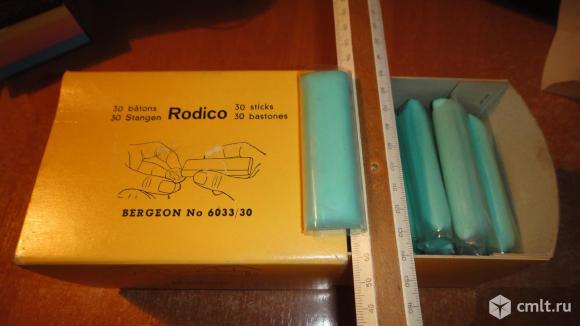 30 bâtons
30 Stangen
Rodico
30 sticks
30 bastones
BERGEON No 6033/30
cmlt.ru